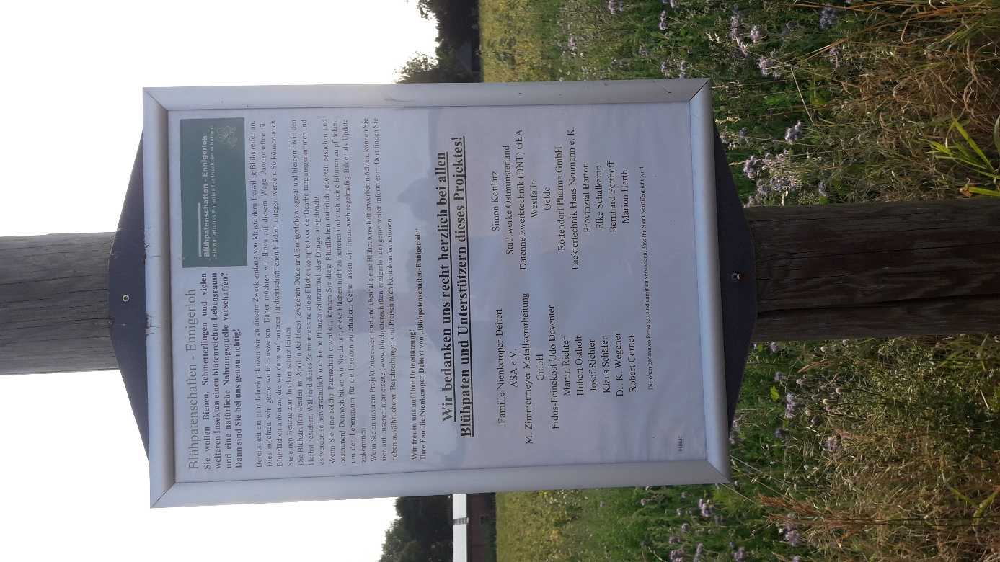 Blühpatenschaften - Ennigerloh
Sie wollen Bienen, Schmetterlingen und vielen
weiteren Insekten einen blütenreichen Lebensraum
und eine natürliche Nahrungsquelle verschaffen?
Dann sind Sie bei uns genau richtig!
Blühpatenschaften - Ennigerloh
Ein natürliches Paradies für Insekten schaffen!
Bereits seit ein paar Jahren pflanzen wir zu diesem Zweck entlang von Maisfeldern freiwillig Blühstreifen an.
Dies möchten wir gerne weiter ausweiten. Daher möchten wir Ihnen auf diesem Wege Patenschaften für
Blühflächen anbieten, die wir dann auf unseren landwirtschaftlichen Flächen anlegen werden. So können auch
Sie einen Beitrag zum Insektenschutz leisten.
Die Blühstreifen werden im April in der Hoest (zwischen Oelde und Ennigerloh) ausgesät und bleiben bis in den
Herbst bestehen. Während dieses Zeitraumes sind diese Flächen komplett von der Bearbeitung ausgenommen und
es werden selbstverständlich auch keine Pflanzenschutzmittel oder Dünger ausgebracht.
Wenn Sie eine solche Patenschaft erwerben, können Sie diese Blühflächen natürlich jederzeit besuchen und
bestaunen! Dennoch bitten wir Sie darum, diese Flächen nicht zu betreten und auch keine Blumen zu pflücken,
um den Lebensraum für die Insekten zu erhalten. Gerne lassen wir Ihnen auch regelmäßig Bilder als Update
zukommen.
Wenn Sie an unserem Projekt interessiert sind und ebenfalls eine Blühpatenschaft erwerben möchten, können Sie
sich auf unserer Internetseite (www.bluehpatenschaften-ennigerloh.de) gerne weiter informieren. Dort finden Sie
neben ausführlicheren Beschreibungen und Preisen auch Kontaktinformationen.
Wir freuen uns auf Ihre Unterstützung!
Ihre Familie Nienkemper-Deitert von „Blühpatenschaften-Ennigerloh“
Wir bedanken uns recht herzlich bei allen
Blühpaten und Unterstützern dieses Projektes!
Familie Nienkemper-Deitert
ASA e.V.
M. Zimmermeyer Metallverarbeitung
GmbH
Fidus-Feinekost Udo Deventer
Martin Richter
Hubert Ostholt
Josef Richter
Klaus Schäfer
Dr. K. Wegener
Robert Cornet
Simon Kottlarz
Stadtwerke Ostmünsterland
Datennetzwerktechnik (DNT) GEA
Westfalia
Oelde
Rottendorf Pharma GmbH
Lackiertechnik Hans Neumann e. K.
Provinzial Barton
Elke Schalkamp
Bernhard Potthoff
Marion Harth
Die oben genannten Personen sind damit einverstanden, dass Ihr Name veröffentlicht wird.
PUBLIC